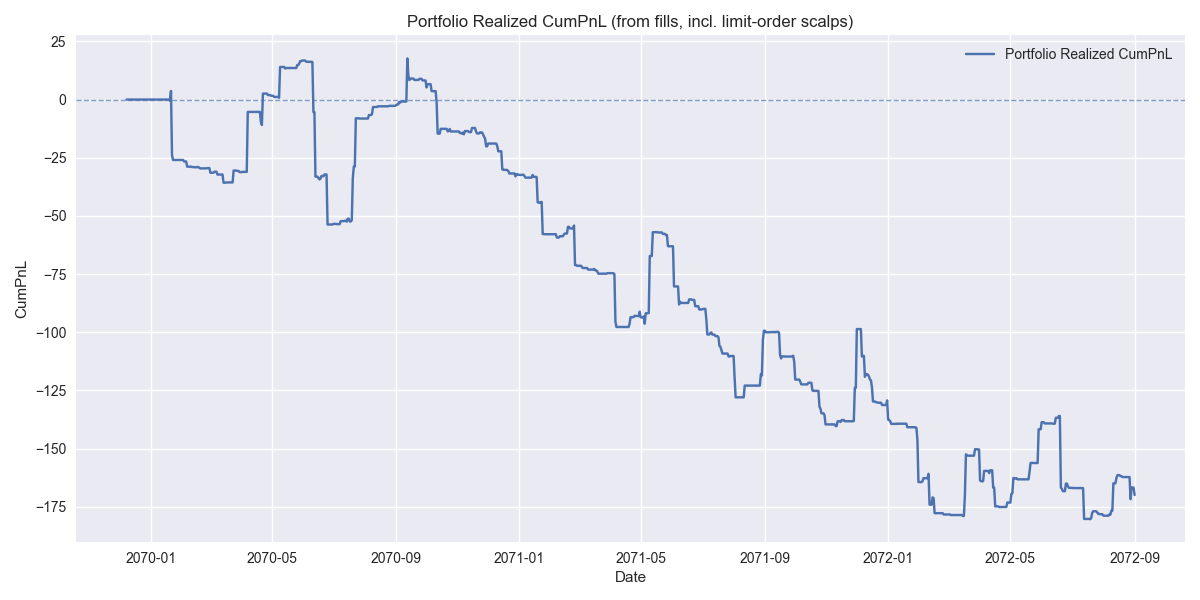 Portfolio Realized CumPnL (from fills, incl. limit-order scalps)
Portfolio Realized CumPnL
25
0
−25
−50
−75
−100
−125
−150
−175
CumPnL
2070-01 2070-05 2070-09 2071-01 2071-05 2071-09 2072-01 2072-05 2072-09
Date